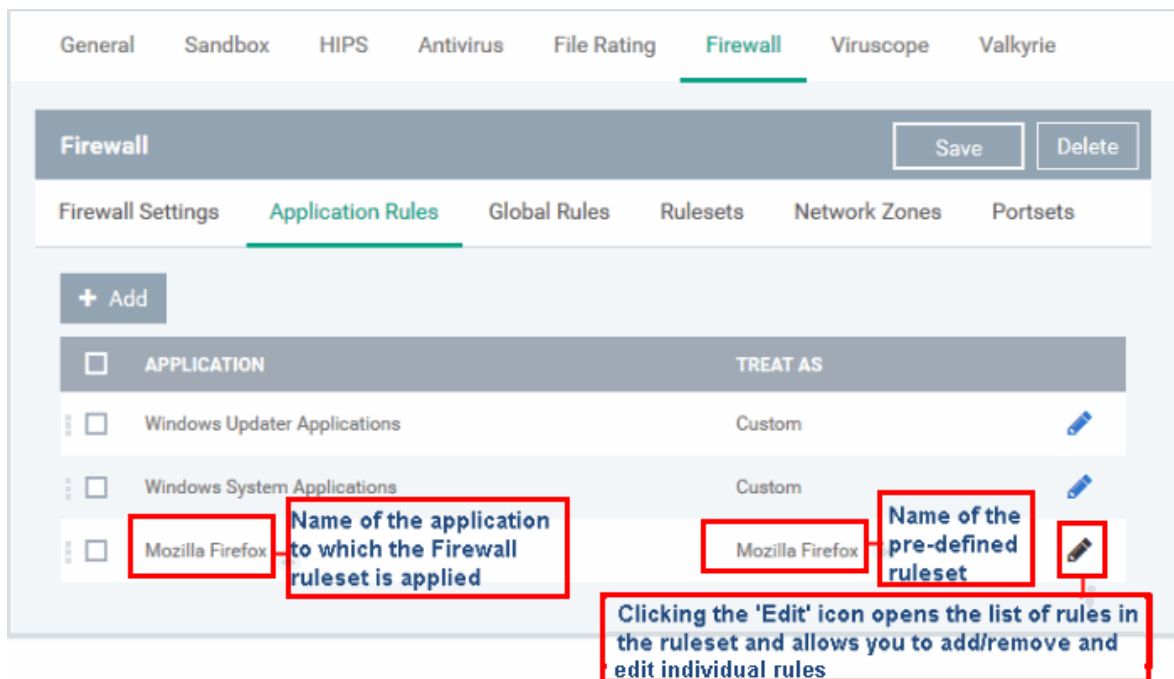 General Sandbox HIPS Antivirus File Rating Firewall Viruscope Valkyrie
Firewall Save Delete
Firewall Settings Application Rules Global Rules Rulesets Network Zones Portsets
+ Add
APPLICATION TREAT AS
Windows Updater Applications Custom
Windows System Applications Custom
Mozilla Firefox Mozilla Firefox
Name of the application
to which the Firewall
ruleset is applied
Name of the
pre-defined
ruleset
Clicking the 'Edit' icon opens the list of rules in
the ruleset and allows you to add/remove and
edit individual rules